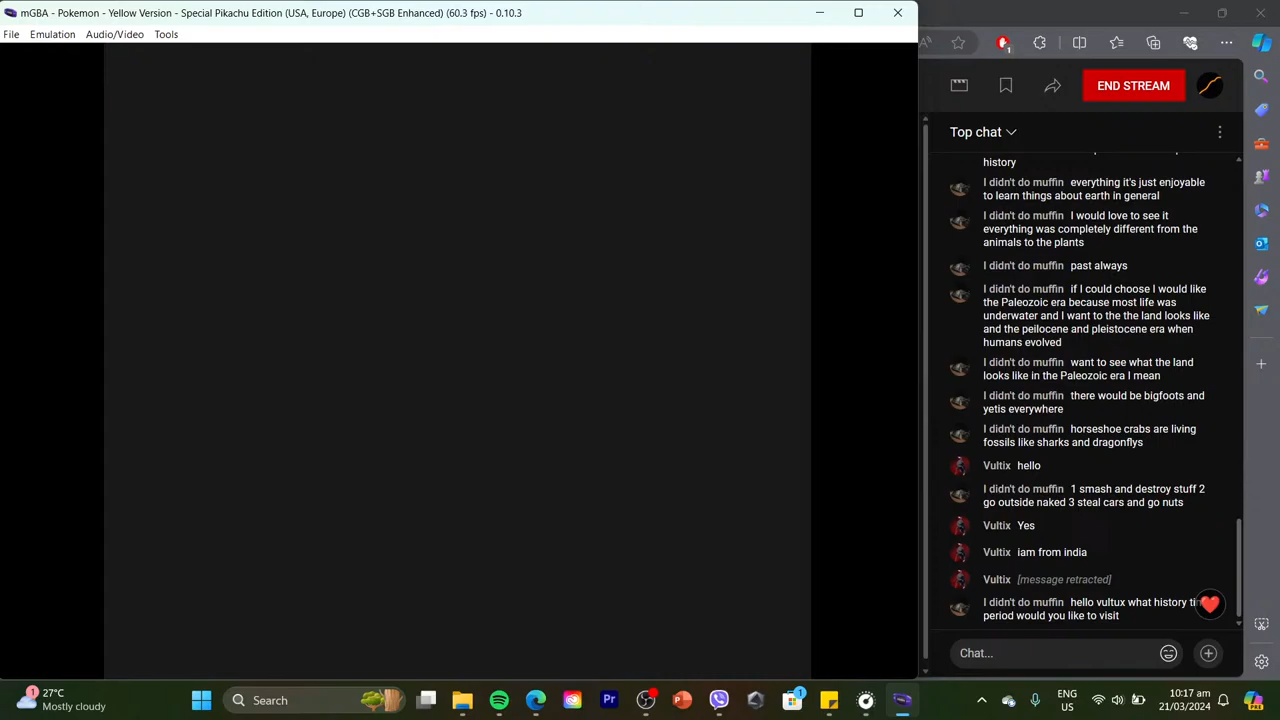 mGBA - Pokemon - Yellow Version - Special Pikachu Edition (USA, Europe) (CGB+SGB Enhanced) (60.3 fps) - 0.10.3
File Emulation Audio/Video Tools
END STREAM
Top chat
history
I didn't do muffin everything it's just enjoyable
to learn things about earth in general
I didn't do muffin I would love to see it
everything was completely different from the
animals to the plants
I didn't do muffin past always
I didn't do muffin if I could choose I would like
the Paleozoic era because most life was
underwater and I want to the the land looks like
and the peilocene and pleistocene era when
humans evolved
I didn't do muffin want to see what the land
looks like in the Paleozoic era I mean
I didn't do muffin there would be bigfoots and
yetis everywhere
I didn't do muffin horseshoe crabs are living
fossils like sharks and dragonflys
Vultix hello
I didn't do muffin 1 smash and destroy stuff 2
go outside naked 3 steal cars and go nuts
Vultix Yes
Vultix iam from india
Vultix [message retracted]
I didn't do muffin hello vultux what history
period would you like to visit
Chat...
1
27°C
Mostly cloudy
Search
Pr
1
ENG
US
10:17 am
21/03/2024